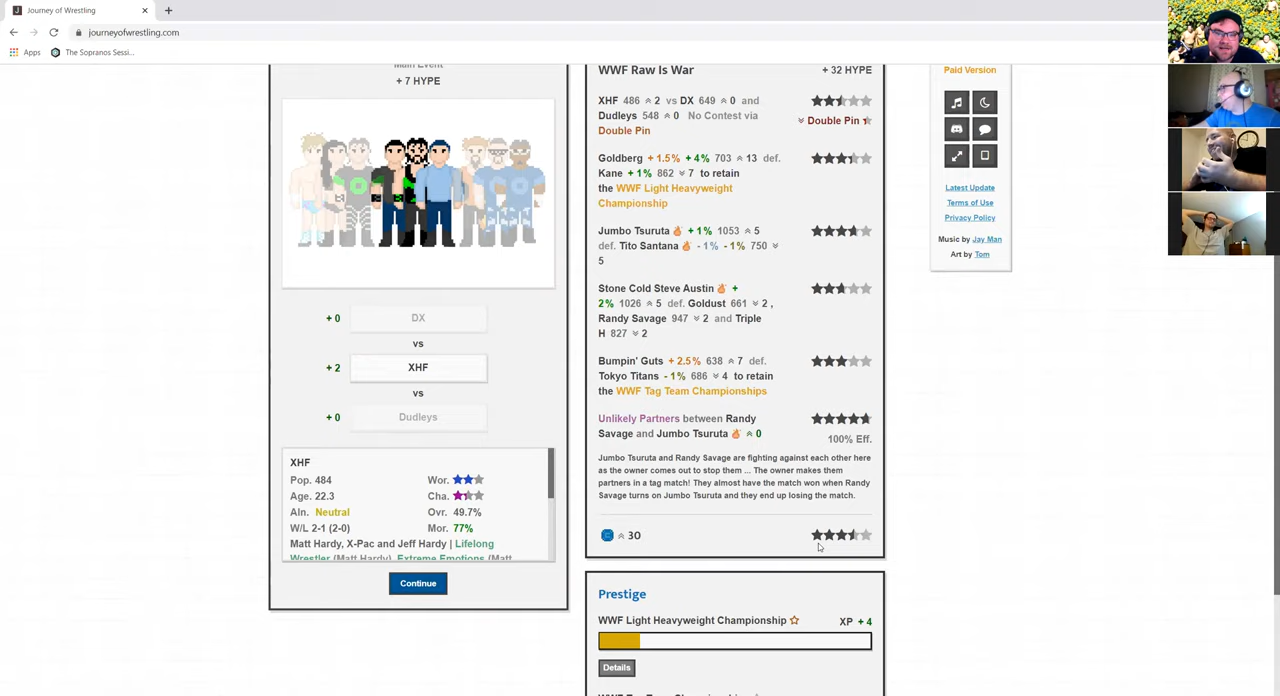 Journey of Wrestling
journeyofwrestling.com
Apps
The Sopranos Sessi...
Main Event
+ 7 HYPE
+ 0
DX
vs
+ 2
XHF
vs
+ 0
Dudleys
XHF
Pop. 484
Wor.
Age. 22.3
Cha.
Aln. Neutral
Ovr. 49.7%
W/L 2-1 (2-0)
Mor. 77%
Matt Hardy, X-Pac and Jeff Hardy | Lifelong
Wrestler (Matt Hardy), Extreme Emotions (Matt
Continue
WWF Raw Is War
+ 32 HYPE
XHF 486 2 vs DX 649 0 and
Dudleys 548 0 No Contest via
Double Pin
Double Pin
Goldberg + 1.5% + 4% 703 13 def.
Kane + 1% 862 7 to retain
the WWF Light Heavyweight
Championship
Jumbo Tsuruta + 1% 1053 5
def. Tito Santana - 1% - 1% 750
5
Stone Cold Steve Austin +
2% 1026 5 def. Goldust 661 2 ,
Randy Savage 947 2 and Triple
H 827 2
Bumpin' Guts + 2.5% 638 7 def.
Tokyo Titans - 1% 686 4 to retain
the WWF Tag Team Championships
Unlikely Partners between Randy
Savage and Jumbo Tsuruta 0
100% Eff.
Jumbo Tsuruta and Randy Savage are fighting against each other here
as the owner comes out to stop them ... The owner makes them
partners in a tag match! They almost have the match won when Randy
Savage turns on Jumbo Tsuruta and they end up losing the match.
30
Prestige
WWF Light Heavyweight Championship
XP + 4
Details
Paid Version
Latest Update
Terms of Use
Privacy Policy
Music by Jay Man
Art by Tom